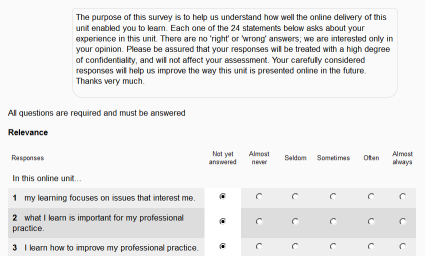 The purpose of this survey is to help us understand how well the online delivery of this
unit enabled you to learn. Each one of the 24 statements below asks about your
experience in this unit. There are no 'right' or 'wrong' answers; we are interested only in
your opinion. Please be assured that your responses will be treated with a high degree
of confidentiality, and will not affect your assessment. Your carefully considered
responses will help us improve the way this unit is presented online in the future.
Thanks very much.
All questions are required and must be answered
Relevance
Responses Not yet answered Almost never Seldom Sometimes Often Almost always
In this online unit...
1 my learning focuses on issues that interest me.
2 what I learn is important for my professional
practice.
3 I learn how to improve my professional practice.